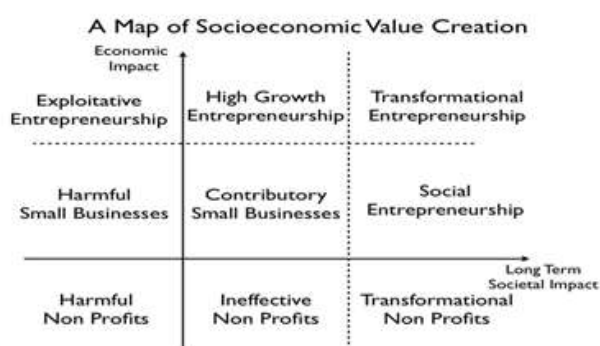 A Map of Socioeconomic Value Creation
Economic
Impact
Exploitative
Entrepreneurship
High Growth
Entrepreneurship
Transformational
Entrepreneurship
Harmful
Small Businesses
Contributory
Small Businesses
Social
Entrepreneurship
Long Term
Societal Impact
Harmful
Non Profits
Ineffective
Non Profits
Transformational
Non Profits